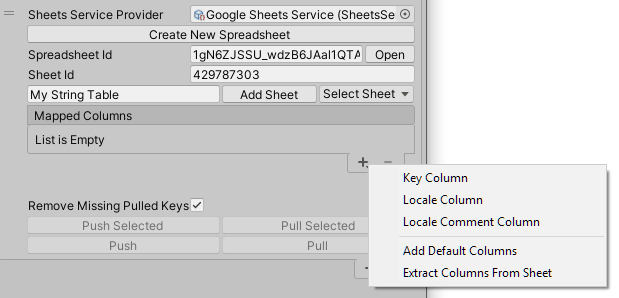 Sheets Service Provider
Google Sheets Service (SheetsSe
Create New Spreadsheet
Spreadsheet Id 1gN6ZJSSU_wdzB6JAal1QTA Open
Sheet Id 429787303
My String Table Add Sheet Select Sheet
Mapped Columns
List is Empty
Key Column
Locale Column
Locale Comment Column
Add Default Columns
Extract Columns From Sheet
Remove Missing Pulled Keys
Push Selected Pull Selected
Push Pull